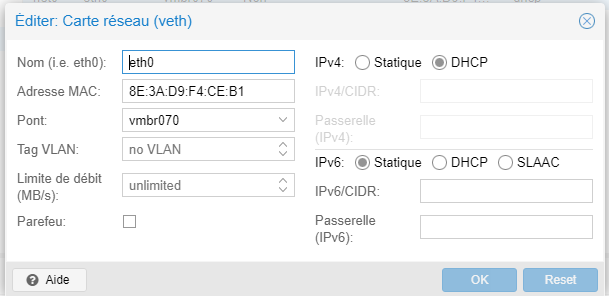 Éditer: Carte réseau (veth)
Nom (i.e. eth0):
eth0
Adresse MAC:
8E:3A:D9:F4:CE:B1
Pont:
vmbr070
Tag VLAN:
no VLAN
Limite de débit
(MB/s):
unlimited
Parefeu:
IPv4:
Statique
DHCP
IPv4/CIDR:
Passerelle
(IPv4):
IPv6:
Statique
DHCP
SLAAC
IPv6/CIDR:
Passerelle
(IPv6):
Aide
OK
Reset